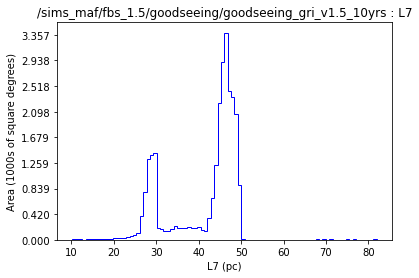 /sims_maf/fbs_1.5/goodseeing/goodseeing_gri_v1.5_10yrs : L7
3.357
2.938
2.518
2.098
1.679
1.259
0.839
0.420
0.000
Area (1000s of square degrees)
10 20 30 40 50 60 70 80
L7 (pc)